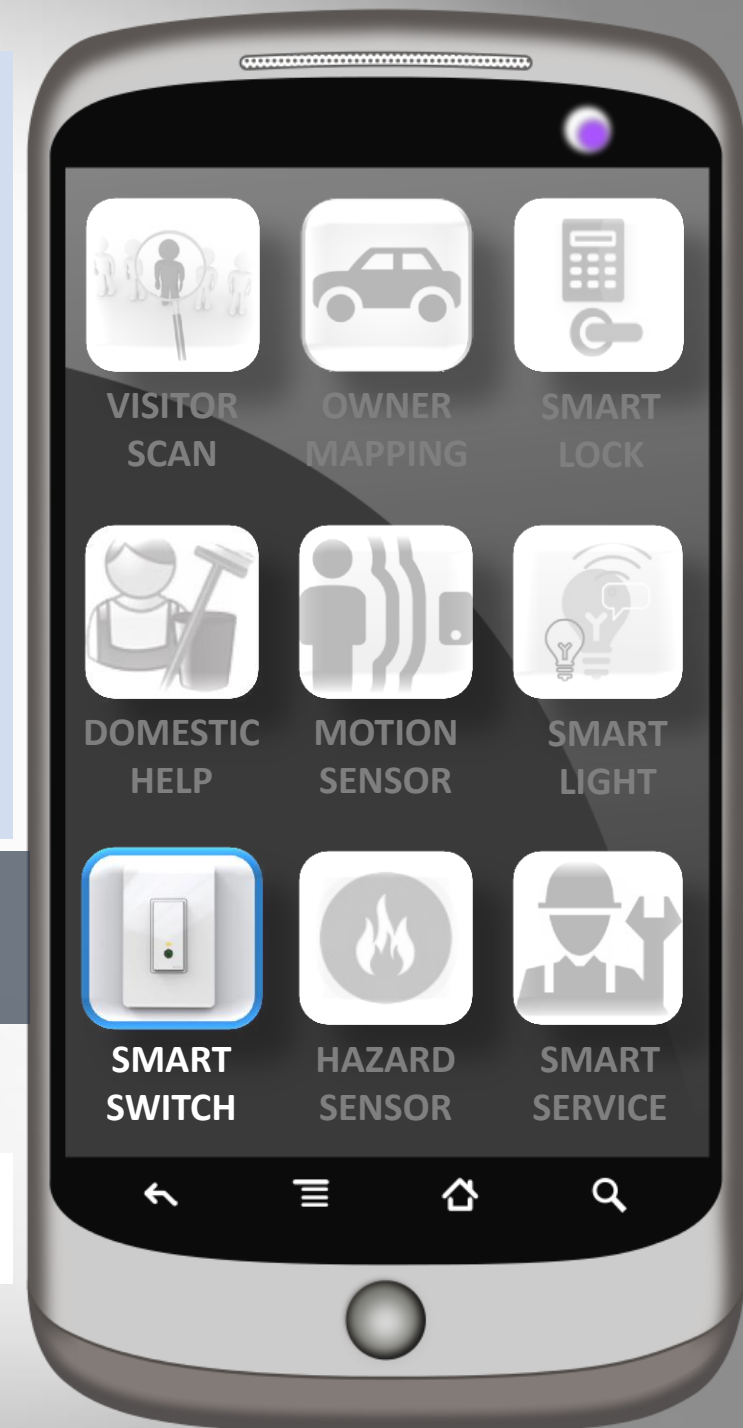 VISITOR
SCAN
OWNER
MAPPING
SMART
LOCK
DOMESTIC
HELP
MOTION
SENSOR
SMART
LIGHT
SMART
SWITCH
HAZARD
SENSOR
SMART
SERVICE